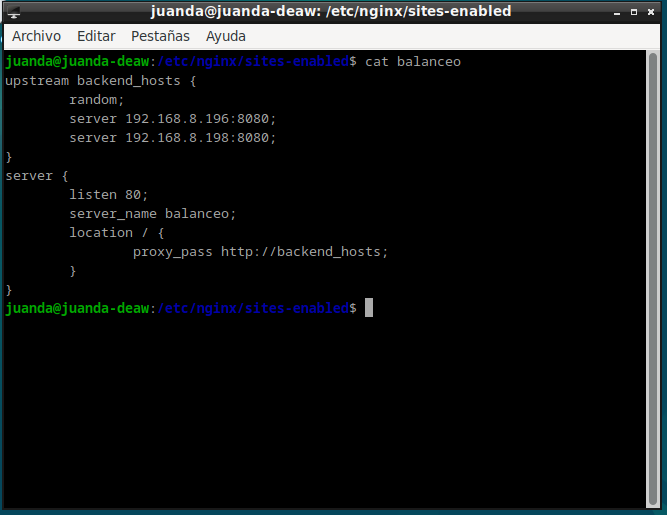 juanda@juanda-deaw: /etc/nginx/sites-enabled
Archivo Editar Pestañas Ayuda
juanda@juanda-deaw:/etc/nginx/sites-enabled$ cat balanceo
upstream backend_hosts {
        random;
        server 192.168.8.196:8080;
        server 192.168.8.198:8080;
}
server {
        listen 80;
        server_name balanceo;
        location / {
                proxy_pass http://backend_hosts;
        }
}
juanda@juanda-deaw:/etc/nginx/sites-enabled$